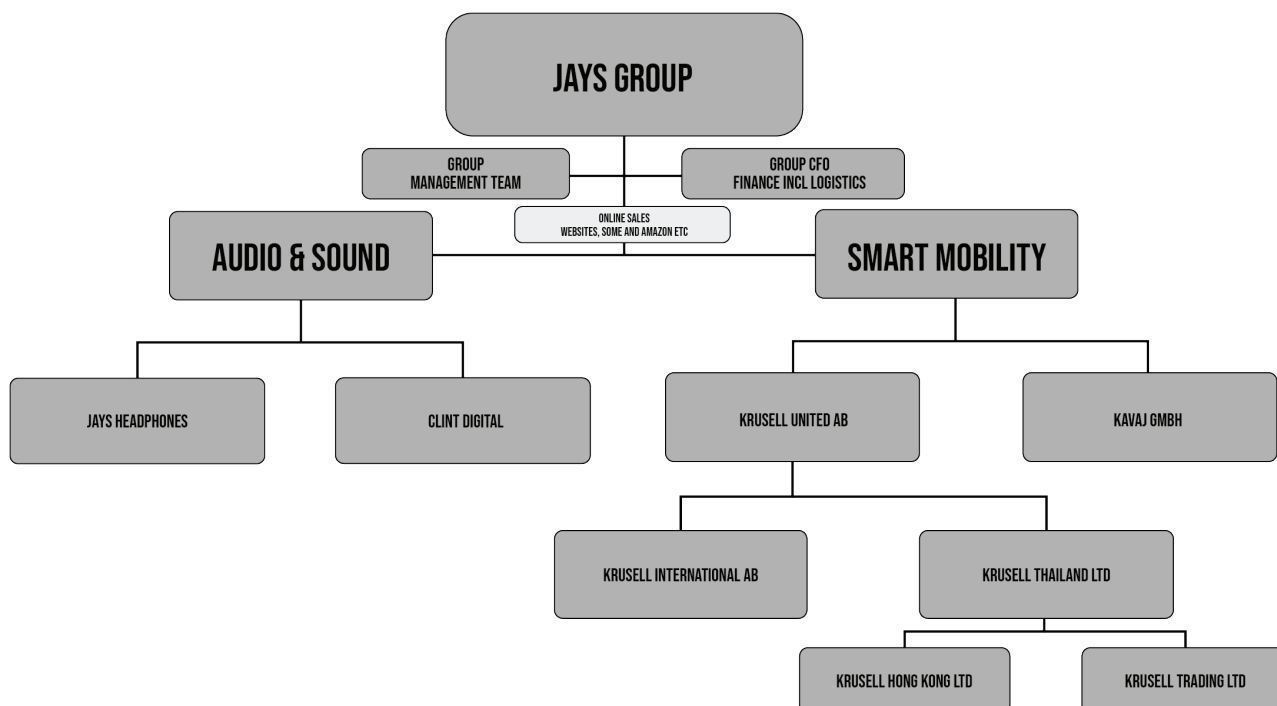 JAYS GROUP
GROUP
MANAGEMENT TEAM
GROUP CFO
FINANCE INCL LOGISTICS
ONLINE SALES
WEBSITES, SOME AND AMAZON ETC
AUDIO & SOUND
SMART MOBILITY
JAYS HEADPHONES
CLINT DIGITAL
KRUSELL UNITED AB
KAVAJ GMBH
KRUSELL INTERNATIONAL AB
KRUSELL THAILAND LTD
KRUSELL HONG KONG LTD
KRUSELL TRADING LTD